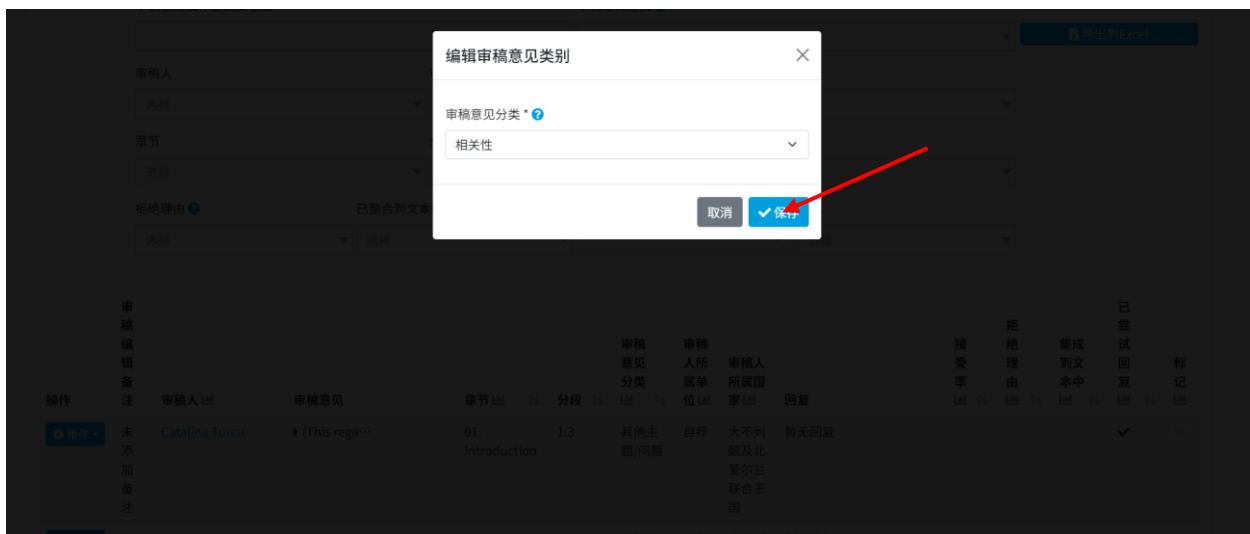 导出到Excel
编辑审稿意见类别
审稿人
选择
审稿意见分类 *
相关性
章节
选择
拒绝理由
已整合到文本
取消
保存
选择
选择
选择
操作
审稿编辑备注
审稿人
审稿意见
章节
分段
审稿意见分类
审稿人所属单位
审稿人所属国家
回复
接受率
拒绝理由
集成到文本中
已尝试回复
标记
操作
未添加备注
Catalina Turcu
(This rega…
01. Introduction
1.3
其他主题/问题
自荐
大不列颠及北爱尔兰联合王国
暂无回复